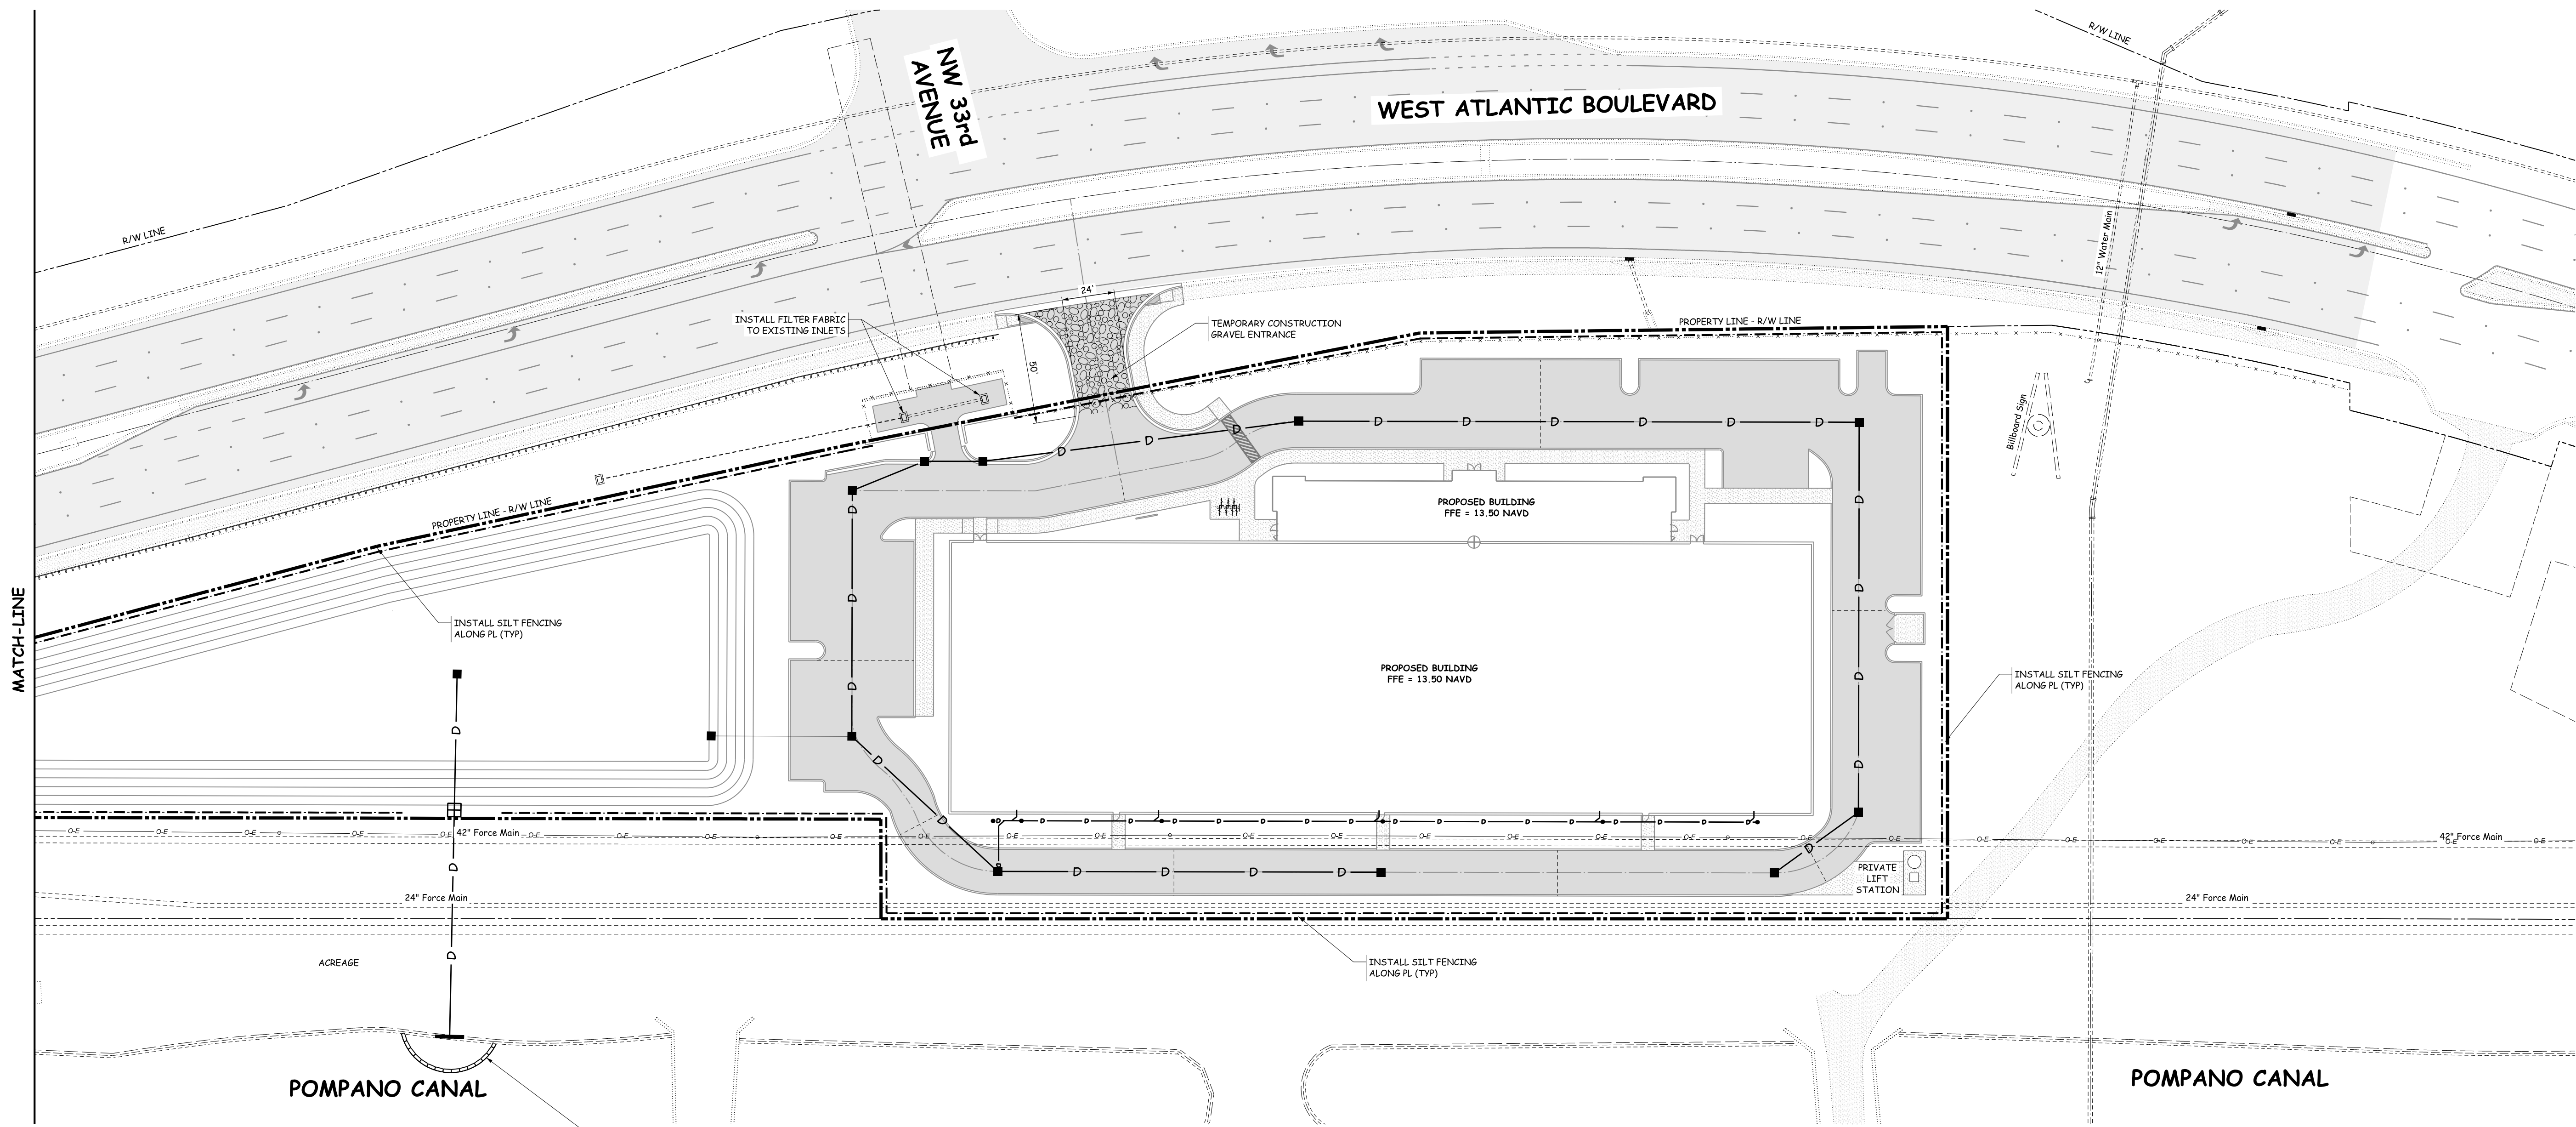 R/W LINE
NW 33rd
AVENUE
WEST ATLANTIC BOULEVARD
R/W LINE
12" Water Main
24'
INSTALL FILTER FABRIC
TO EXISTING INLETS
50'
TEMPORARY CONSTRUCTION
GRAVEL ENTRANCE
PROPERTY LINE - R/W LINE
Billboard Sign
PROPERTY LINE - R/W LINE
PROPOSED BUILDING
FFE = 13.50 NAVD
MATCH-LINE
INSTALL SILT FENCING
ALONG PL (TYP)
PROPOSED BUILDING
FFE = 13.50 NAVD
INSTALL SILT FENCING
ALONG PL (TYP)
42" Force Main
42" Force Main
PRIVATE
LIFT
STATION
24" Force Main
24" Force Main
ACREAGE
INSTALL SILT FENCING
ALONG PL (TYP)
POMPANO CANAL
POMPANO CANAL